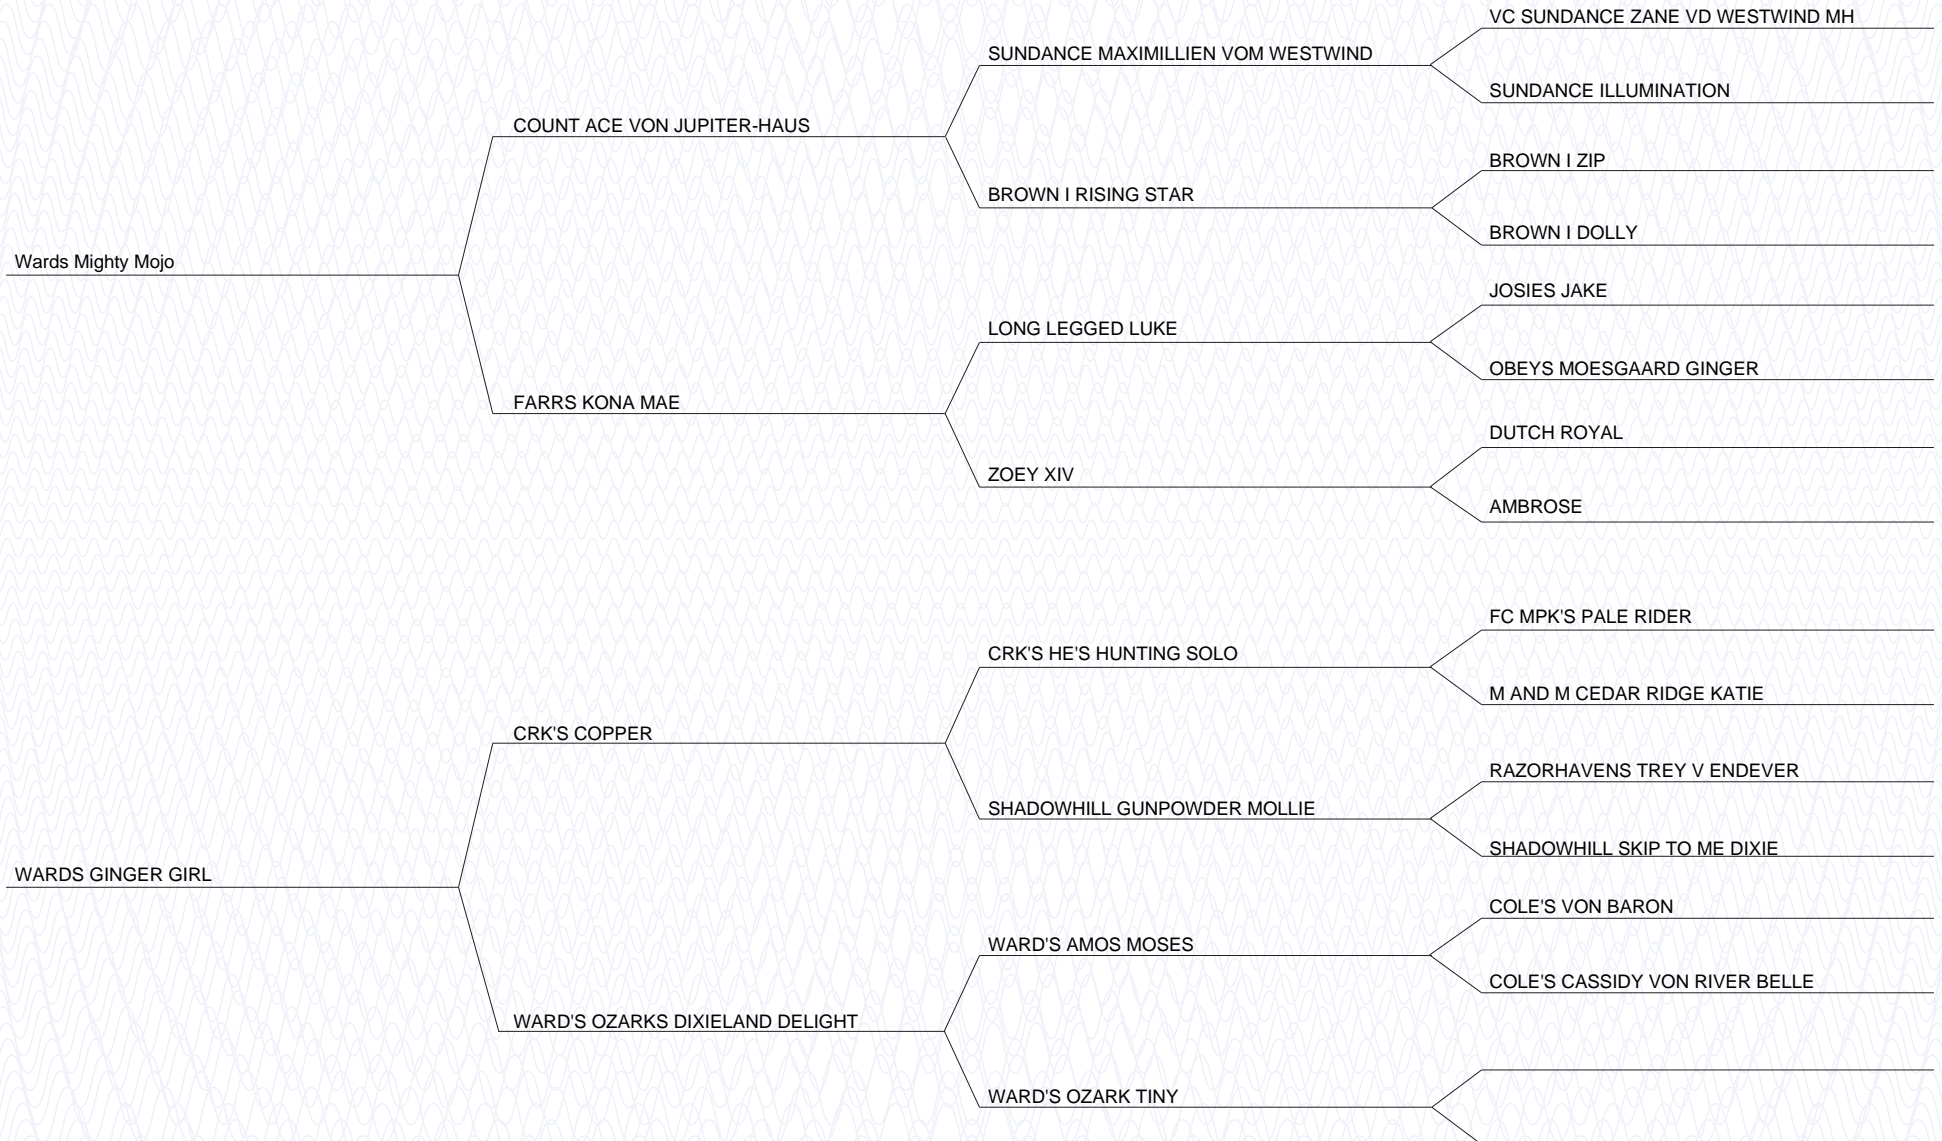 VC SUNDANCE ZANE VD WESTWIND MH
SUNDANCE MAXIMILLIEN VOM WESTWIND
SUNDANCE ILLUMINATION
COUNT ACE VON JUPITER-HAUS
BROWN I ZIP
BROWN I RISING STAR
BROWN I DOLLY
Wards Mighty Mojo
JOSIES JAKE
LONG LEGGED LUKE
OBEYS MOESGAARD GINGER
FARRS KONA MAE
DUTCH ROYAL
ZOEY XIV
AMBROSE
FC MPK'S PALE RIDER
CRK'S HE'S HUNTING SOLO
M AND M CEDAR RIDGE KATIE
CRK'S COPPER
RAZORHAVENS TREY V ENDEVER
SHADOWHILL GUNPOWDER MOLLIE
SHADOWHILL SKIP TO ME DIXIE
WARDS GINGER GIRL
COLE'S VON BARON
WARD'S AMOS MOSES
COLE'S CASSIDY VON RIVER BELLE
WARD'S OZARKS DIXIELAND DELIGHT
WARD'S OZARK TINY